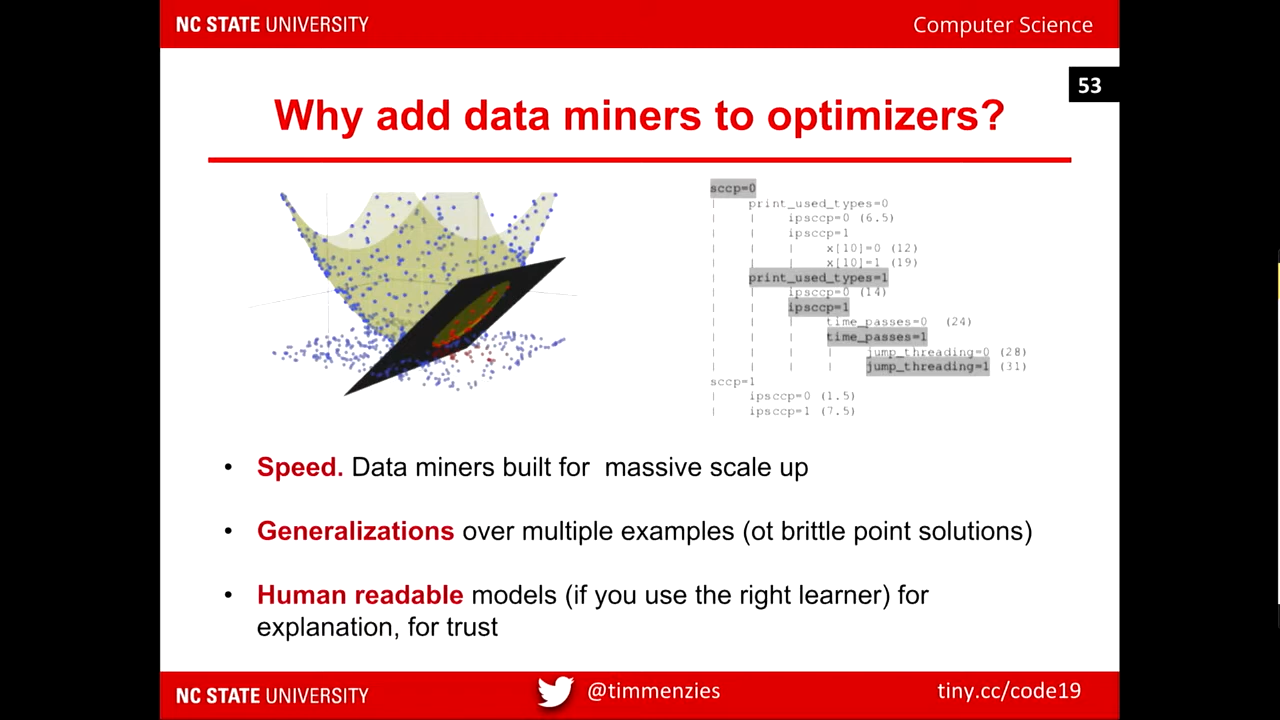 NC STATE UNIVERSITY
Computer Science
53
Why add data miners to optimizers?
sccp=0
| print_used_types=0
| | ipsccp=0 (6.5)
| | ipsccp=1
| | | x[10]=0 (12)
| | | x[10]=1 (19)
| print_used_types=1
| | ipsccp=0 (14)
| | ipsccp=1
| | | time_passes=0 (24)
| | | time_passes=1
| | | | jump_threading=0 (28)
| | | | jump_threading=1 (31)
sccp=1
| ipsccp=0 (1.5)
| ipsccp=1 (7.5)
• Speed. Data miners built for massive scale up
• Generalizations over multiple examples (ot brittle point solutions)
• Human readable models (if you use the right learner) for
explanation, for trust
NC STATE UNIVERSITY
@timmenzies
tiny.cc/code19